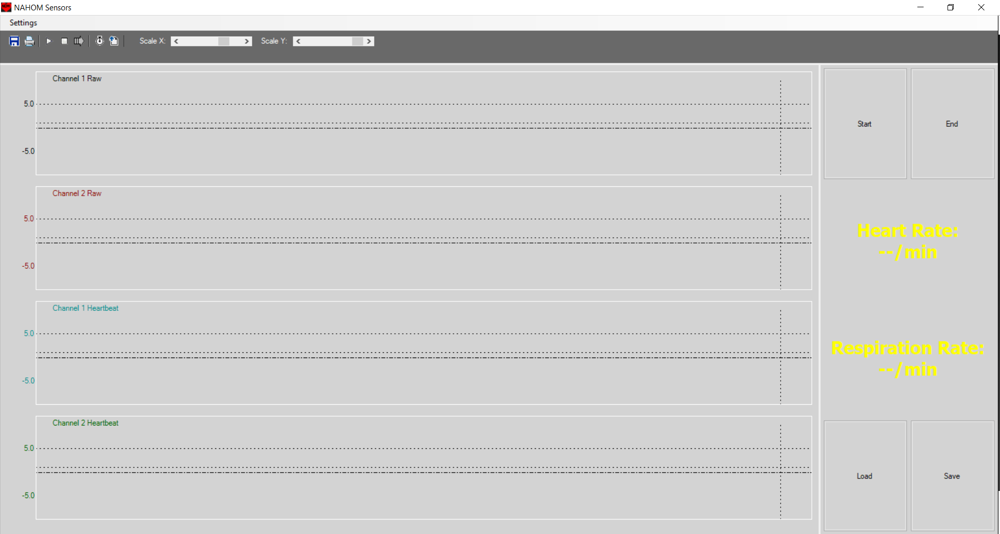 NAHOM Sensors
Settings
Scale X:
Scale Y:
Channel 1 Raw
5.0
-5.0
Channel 2 Raw
5.0
-5.0
Channel 1 Heartbeat
5.0
-5.0
Channel 2 Heartbeat
5.0
-5.0
Start
End
Heart Rate:
--/min
Respiration Rate:
--/min
Load
Save